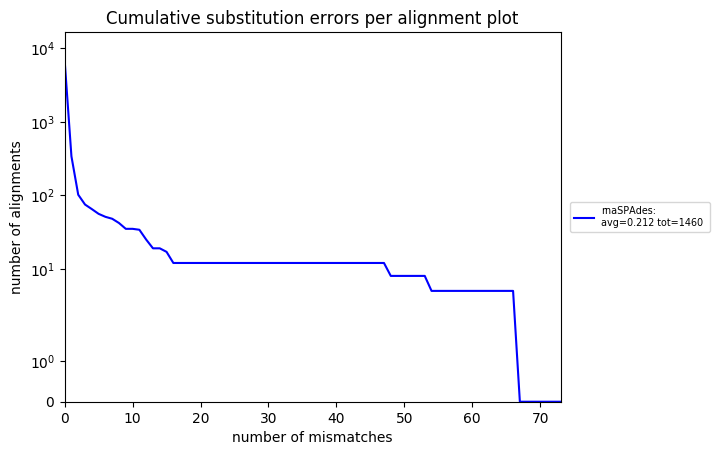 Cumulative substitution errors per alignment plot
number of alignments
10^4
10^3
10^2
10^1
10^0
0
0 10 20 30 40 50 60 70
number of mismatches
rnaSPAdes:
avg=0.212 tot=1460